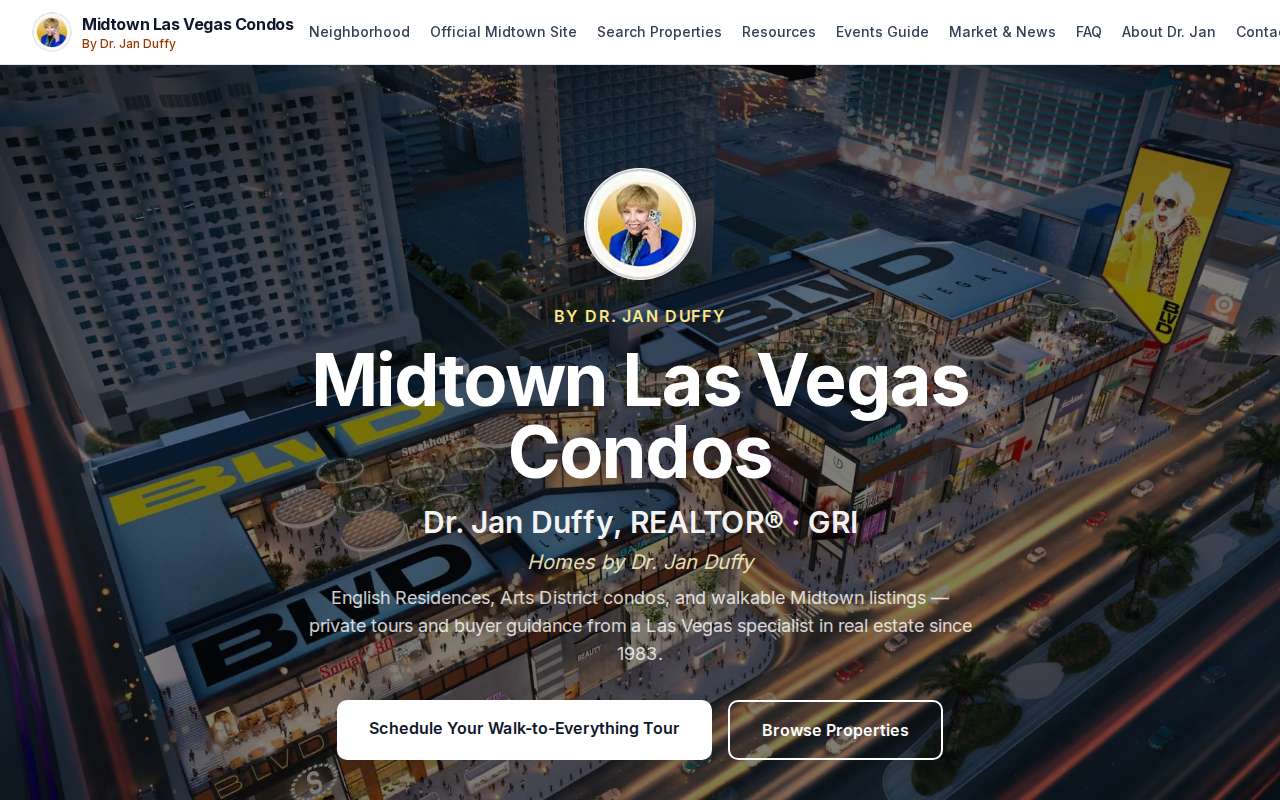 Midtown Las Vegas Condos
By Dr. Jan Duffy
Neighborhood
Official Midtown Site
Search Properties
Resources
Events Guide
Market & News
FAQ
About Dr. Jan
BY DR. JAN DUFFY
Midtown Las Vegas
Condos
Dr. Jan Duffy, REALTOR® · GRI
Homes by Dr. Jan Duffy
English Residences, Arts District condos, and walkable Midtown listings —
private tours and buyer guidance from a Las Vegas specialist in real estate since
1983.
Schedule Your Walk-to-Everything Tour
Browse Properties
BLVD
VEGAS
BLVD
BLVD
BLVD
Steakhouse
BLVD
BEAUTY
BLVD
S